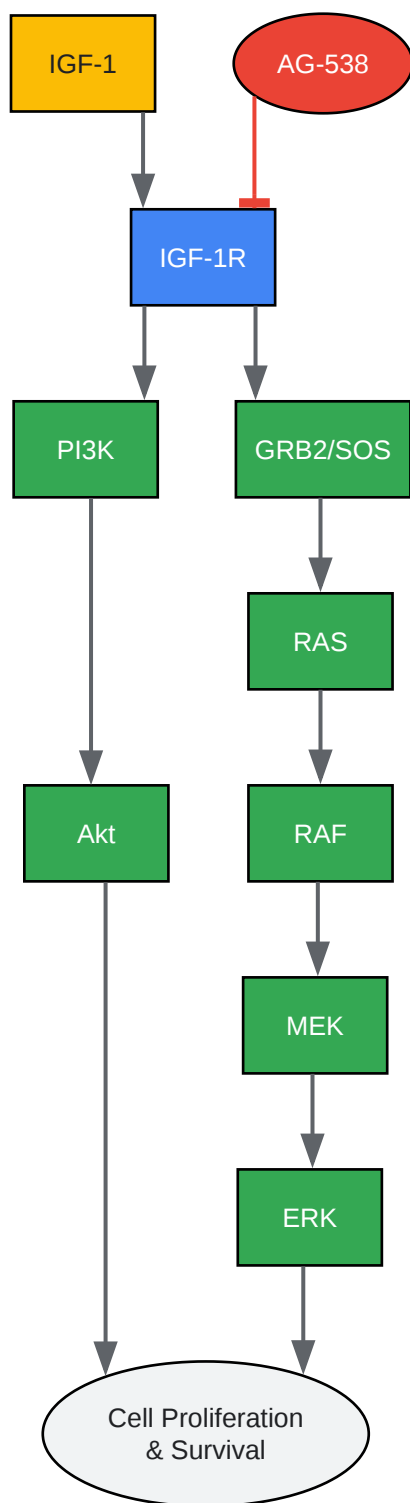 IGF-1
AG-538
IGF-1R
PI3K
GRB2/SOS
RAS
Akt
RAF
MEK
ERK
Cell Proliferation
& Survival